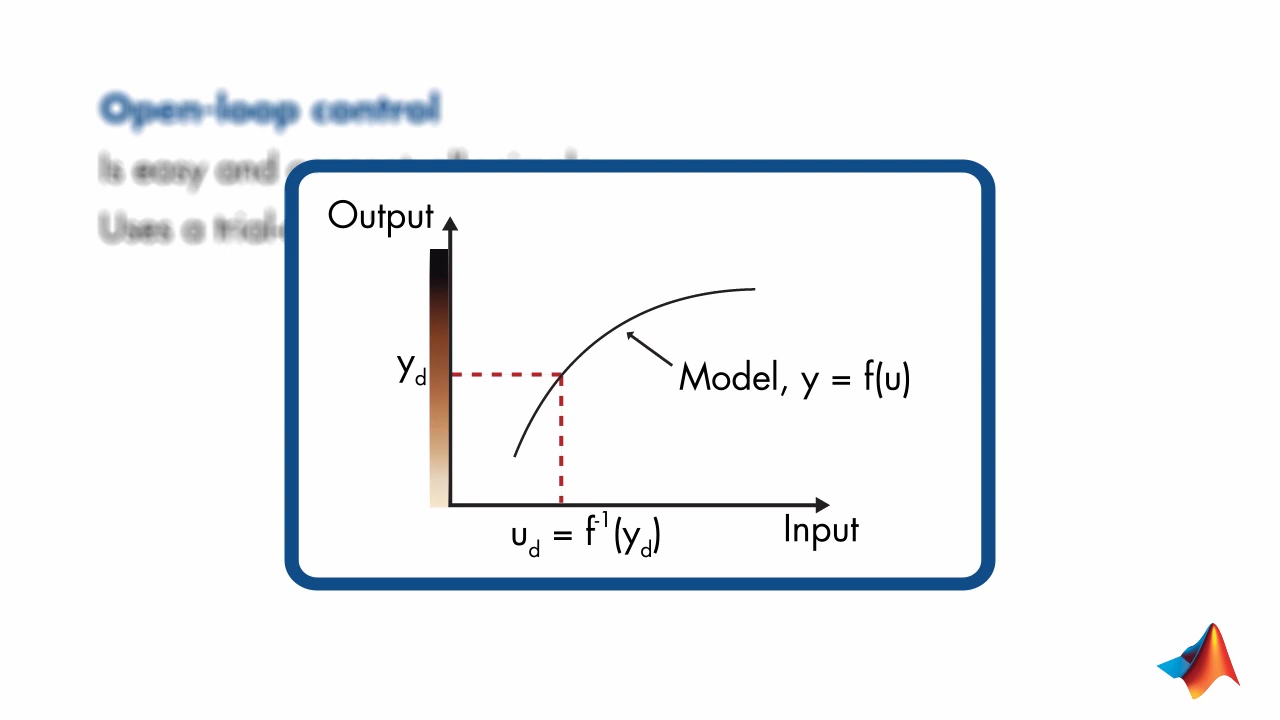 Open-loop control
Is easy and
Uses a trial-
Output
y_d
Model, y = f(u)
u_d = f⁻¹(y_d)
Input